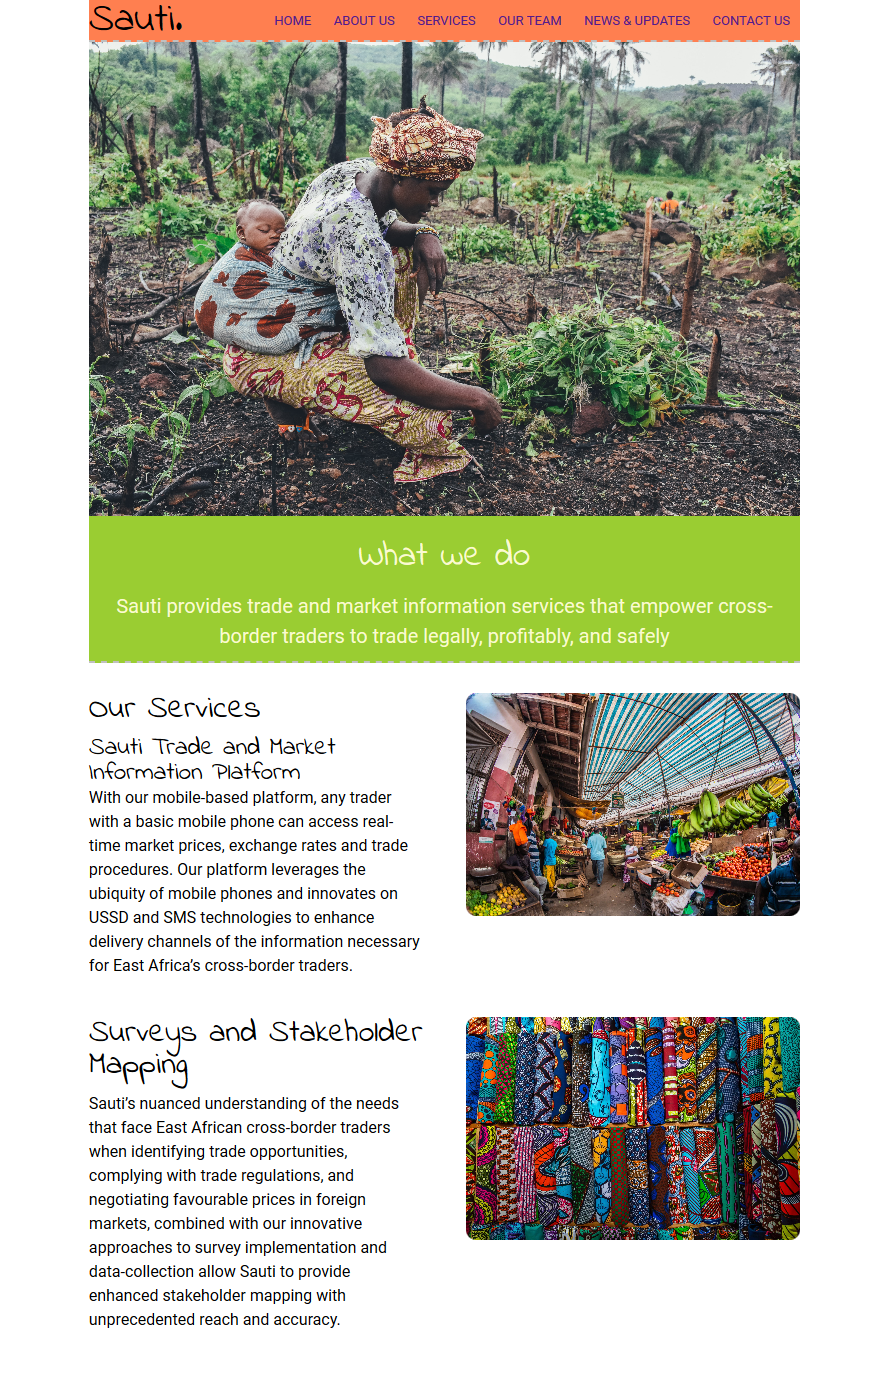 Sauti.
HOME ABOUT US SERVICES OUR TEAM NEWS & UPDATES CONTACT US
What we do
Sauti provides trade and market information services that empower cross-
border traders to trade legally, profitably, and safely
Our Services
Sauti Trade and Market
Information Platform
With our mobile-based platform, any trader
with a basic mobile phone can access real-
time market prices, exchange rates and trade
procedures. Our platform leverages the
ubiquity of mobile phones and innovates on
USSD and SMS technologies to enhance
delivery channels of the information necessary
for East Africa’s cross-border traders.
Surveys and Stakeholder
Mapping
Sauti’s nuanced understanding of the needs
that face East African cross-border traders
when identifying trade opportunities,
complying with trade regulations, and
negotiating favourable prices in foreign
markets, combined with our innovative
approaches to survey implementation and
data-collection allow Sauti to provide
enhanced stakeholder mapping with
unprecedented reach and accuracy.